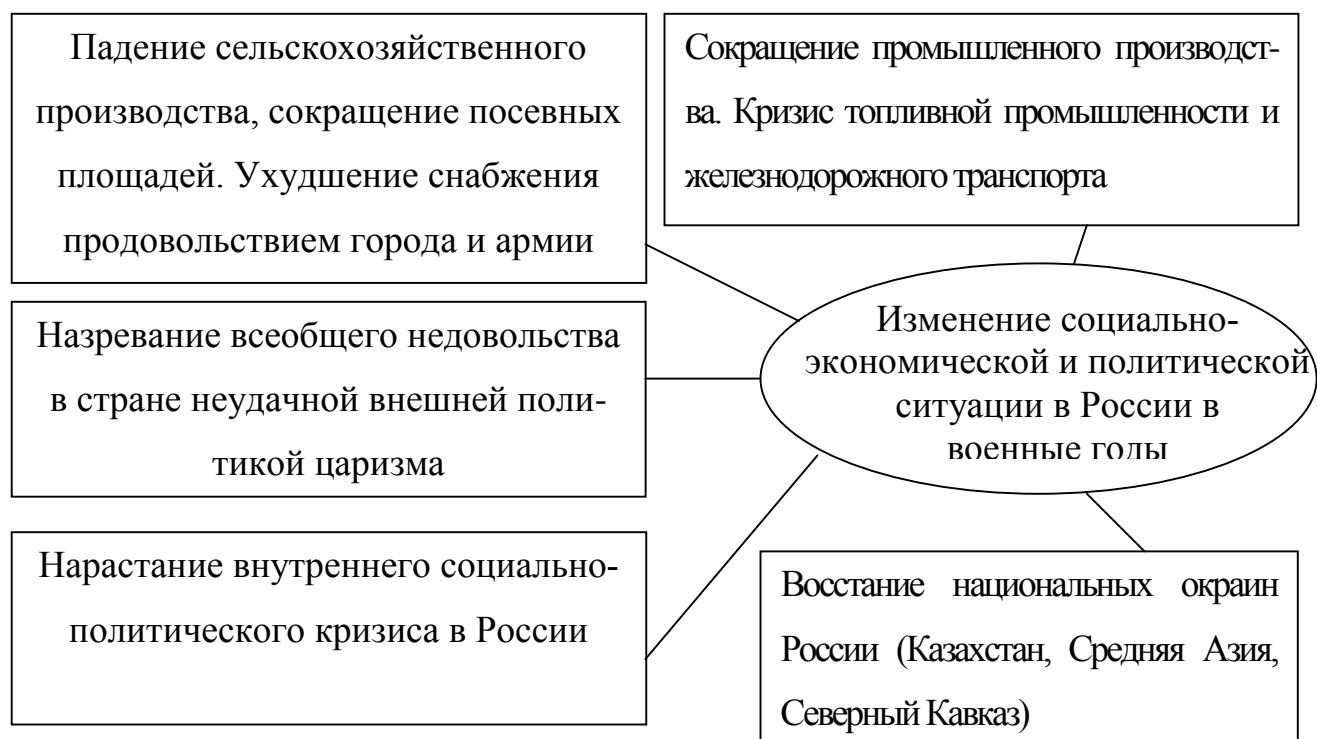 Падение сельскохозяйственного
производства, сокращение посевных
площадей. Ухудшение снабжения
продовольствием города и армии
Сокращение промышленного производст-
ва. Кризис топливной промышленности и
железнодорожного транспорта
Назревание всеобщего недовольства
в стране неудачной внешней поли-
тикой царизма
Изменение социально-
экономической и политической
ситуации в России в
военные годы
Нарастание внутреннего социально-
политического кризиса в России
Восстание национальных окраин
России (Казахстан, Средняя Азия,
Северный Кавказ)